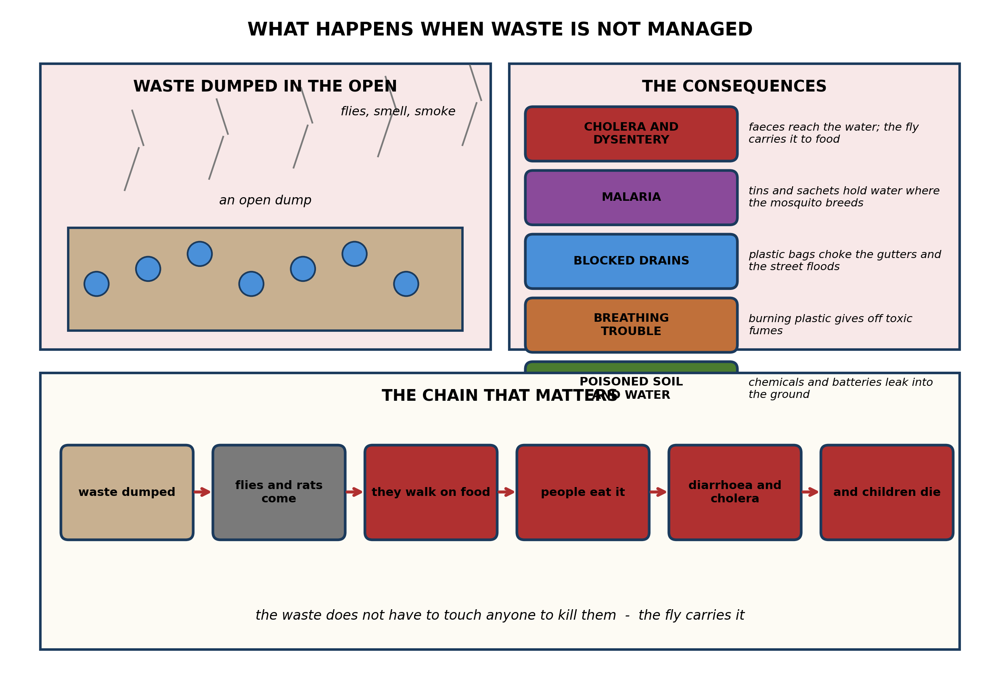 WHAT HAPPENS WHEN WASTE IS NOT MANAGED
WASTE DUMPED IN THE OPEN
flies, smell, smoke
an open dump
THE CONSEQUENCES
CHOLERA AND
DYSENTERY
faeces reach the water; the fly
carries it to food
MALARIA
tins and sachets hold water where
the mosquito breeds
BLOCKED DRAINS
plastic bags choke the gutters and
the street floods
BREATHING
TROUBLE
burning plastic gives off toxic
fumes
POISONED SOIL
AND WATER
chemicals and batteries leak into
the ground
THE CHAIN THAT MATTERS
waste dumped
flies and rats
come
they walk on food
people eat it
diarrhoea and
cholera
and children die
the waste does not have to touch anyone to kill them - the fly carries it